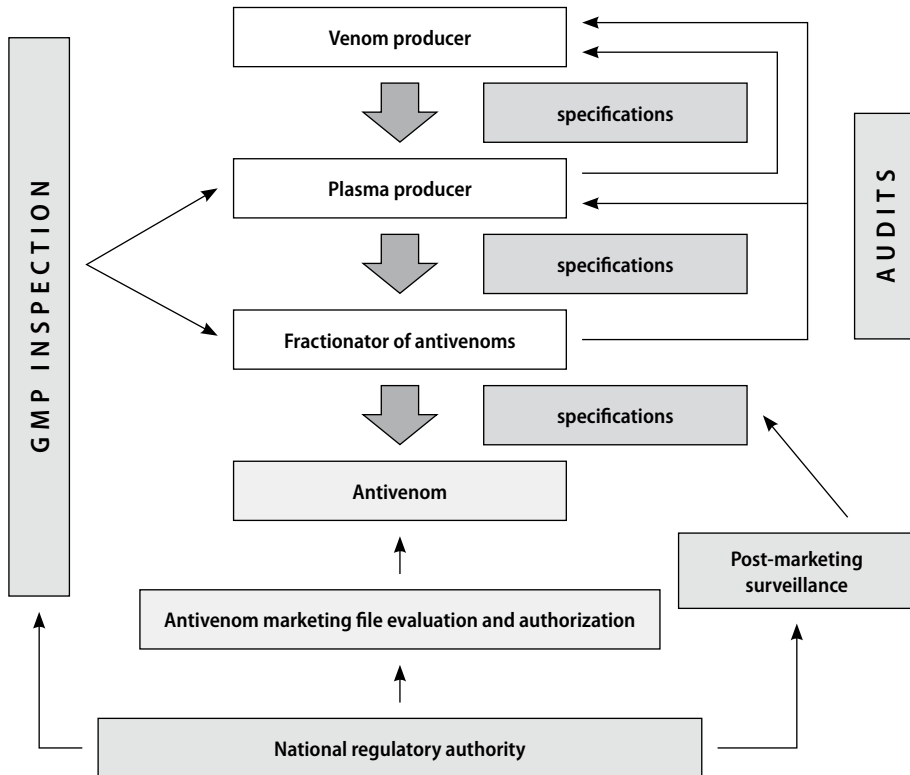 Venom producer
specifications
Plasma producer
specifications
Fractionator of antivenoms
specifications
Antivenom
Antivenom marketing file evaluation and authorization
National regulatory authority
GMP INSPECTION
AUDITS
Post-marketing
surveillance